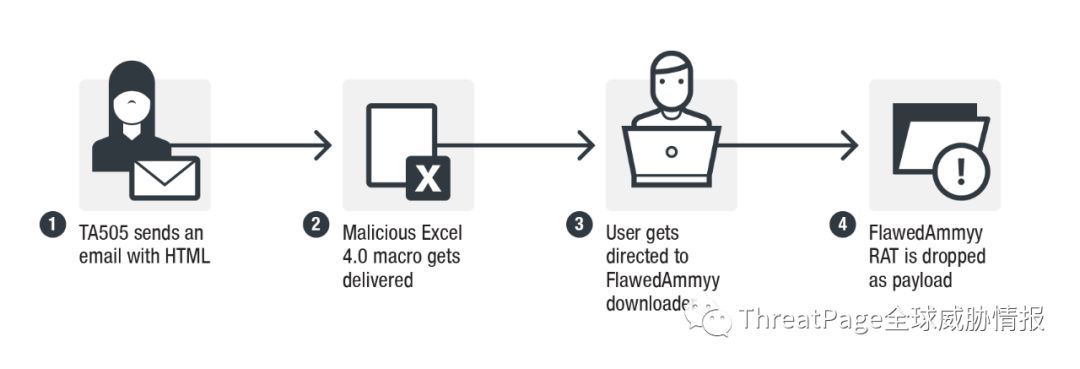 1
TA505 sends an
email with HTML
2
Malicious Excel
4.0 macro gets
delivered
3
User gets
directed to
FlawedAmmyy
downloader
4
FlawedAmmyy
RAT is dropped
as payload
X
!
ThreatPage全球威胁情报